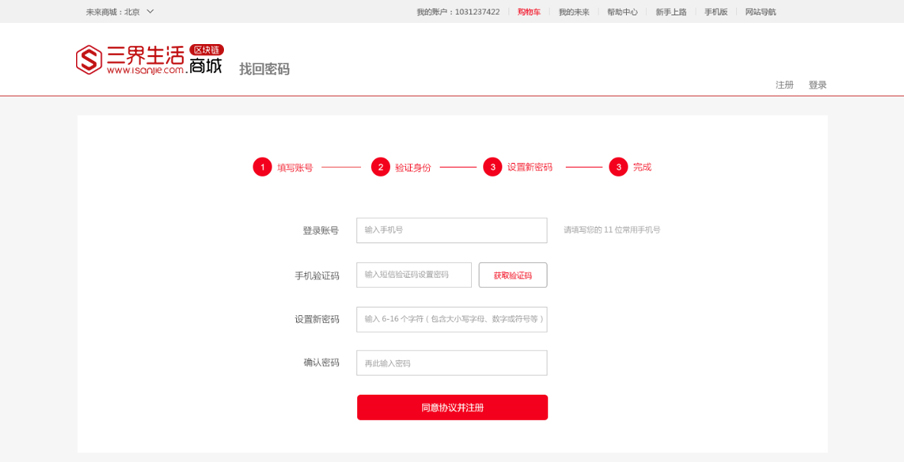 未来商城：北京
我的账户：1031237422 购物车 我的未来 帮助中心 新手上路 手机版 网站导航
三界生活 区块链
www.isanjie.com.商城
找回密码
注册 登录
1 填写账号 2 验证身份 3 设置新密码 3 完成
登录账号 输入手机号 请填写您的 11 位常用手机号
手机验证码 输入短信验证码设置密码 获取验证码
设置新密码 输入 6-16 个字符（包含大小写字母、数字或符号等）
确认密码 再此输入密码
同意协议并注册